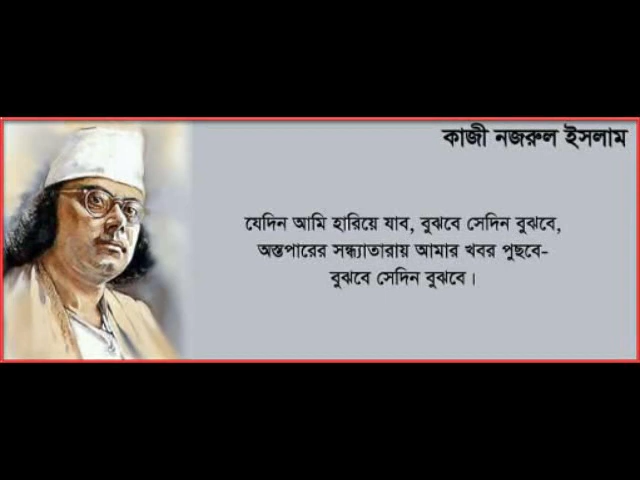 কাজী নজরুল ইসলাম
যেদিন আমি হারিয়ে যাব, বুঝবে সেদিন বুঝবে,
অস্তপারের সন্ধ্যাতারায় আমার খবর পুছবে-
বুঝবে সেদিন বুঝবে।